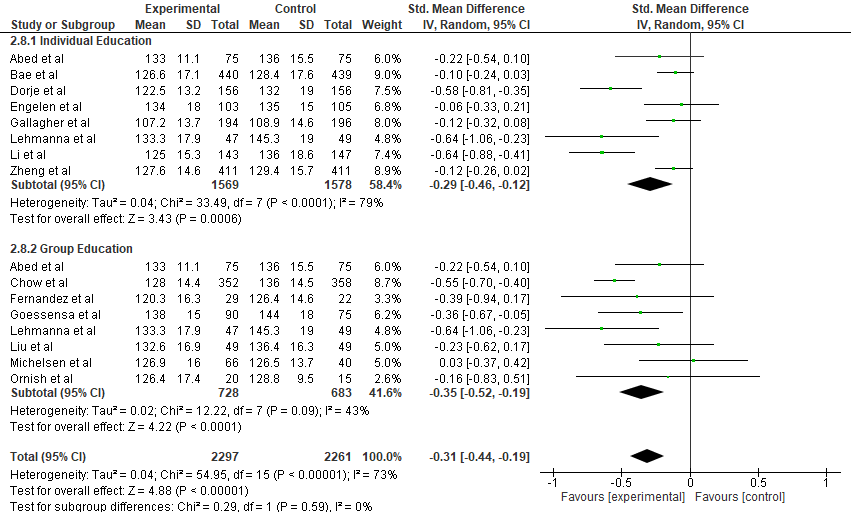 Experimental Control Std. Mean Difference Std. Mean Difference
Study or Subgroup Mean SD Total Mean SD Total Weight IV, Random, 95% CI IV, Random, 95% CI
2.8.1 Individual Education
Abed et al 133 11.1 75 136 15.5 75 6.0% -0.22 [-0.54, 0.10]
Bae et al 126.6 17.1 440 128.4 17.6 439 9.0% -0.10 [-0.24, 0.03]
Dorje et al 122.5 13.2 156 132 19 156 7.5% -0.58 [-0.81, -0.35]
Engelen et al 134 18 103 135 15 105 6.8% -0.06 [-0.33, 0.21]
Gallagher et al 107.2 13.7 194 108.9 14.6 196 7.9% -0.12 [-0.32, 0.08]
Lehmanna et al 133.3 17.9 47 145.3 19 49 4.9% -0.64 [-1.06, -0.23]
Li et al 125 15.3 143 136 18.6 147 7.4% -0.64 [-0.88, -0.41]
Zheng et al 127.6 14.6 411 129.4 15.7 411 8.9% -0.12 [-0.26, 0.02]
Subtotal (95% CI) 1569 1578 58.4% -0.29 [-0.46, -0.12]
Heterogeneity: Tau² = 0.04; Chi² = 33.49, df = 7 (P < 0.0001); I² = 79%
Test for overall effect: Z = 3.43 (P = 0.0006)
2.8.2 Group Education
Abed et al 133 11.1 75 136 15.5 75 6.0% -0.22 [-0.54, 0.10]
Chow et al 128 14.4 352 136 14.5 358 8.7% -0.55 [-0.70, -0.40]
Fernandez et al 120.3 16.3 29 126.4 14.6 22 3.5% -0.39 [-0.94, 0.17]
Goessensa et al 138 15 90 144 18 75 6.2% -0.36 [-0.67, -0.05]
Lehmanna et al 133.3 17.9 47 145.3 19 49 4.9% -0.64 [-1.06, -0.23]
Liu et al 132.6 16.9 49 136.4 16.3 49 5.0% -0.23 [-0.62, 0.17]
Michelsen et al 126.9 16 66 126.5 13.7 40 5.0% 0.03 [-0.37, 0.42]
Ornish et al 126.4 17.4 20 128.8 9.5 15 2.6% -0.16 [-0.83, 0.51]
Subtotal (95% CI) 728 683 41.6% -0.35 [-0.52, -0.19]
Heterogeneity: Tau² = 0.02; Chi² = 12.22, df = 7 (P = 0.09); I² = 43%
Test for overall effect: Z = 4.22 (P < 0.0001)
Total (95% CI) 2297 2261 100.0% -0.31 [-0.44, -0.19]
Heterogeneity: Tau² = 0.04; Chi² = 54.95, df = 15 (P < 0.00001); I² = 73%
Test for overall effect: Z = 4.88 (P < 0.00001)
Test for subgroup differences: Chi² = 0.29, df = 1 (P = 0.59), I² = 0%
-1 -0.5 0 0.5 1
Favours [experimental] Favours [control]